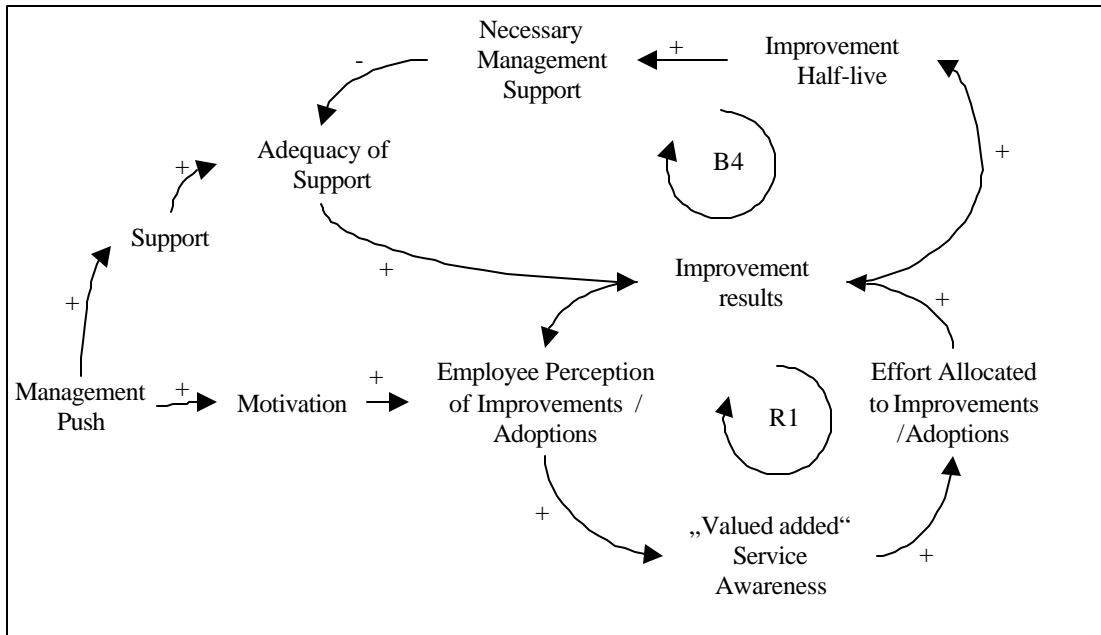 Necessary
Management
Support
+
Improvement
Half-live
-
Adequacy of
Support
B4
+
+
Support
+
Improvement
results
+
+
Management
Push
+
Motivation
+
Employee Perception
of Improvements /
Adoptions
R1
Effort Allocated
to Improvements
/Adoptions
+
„Valued added“
Service
Awareness
+